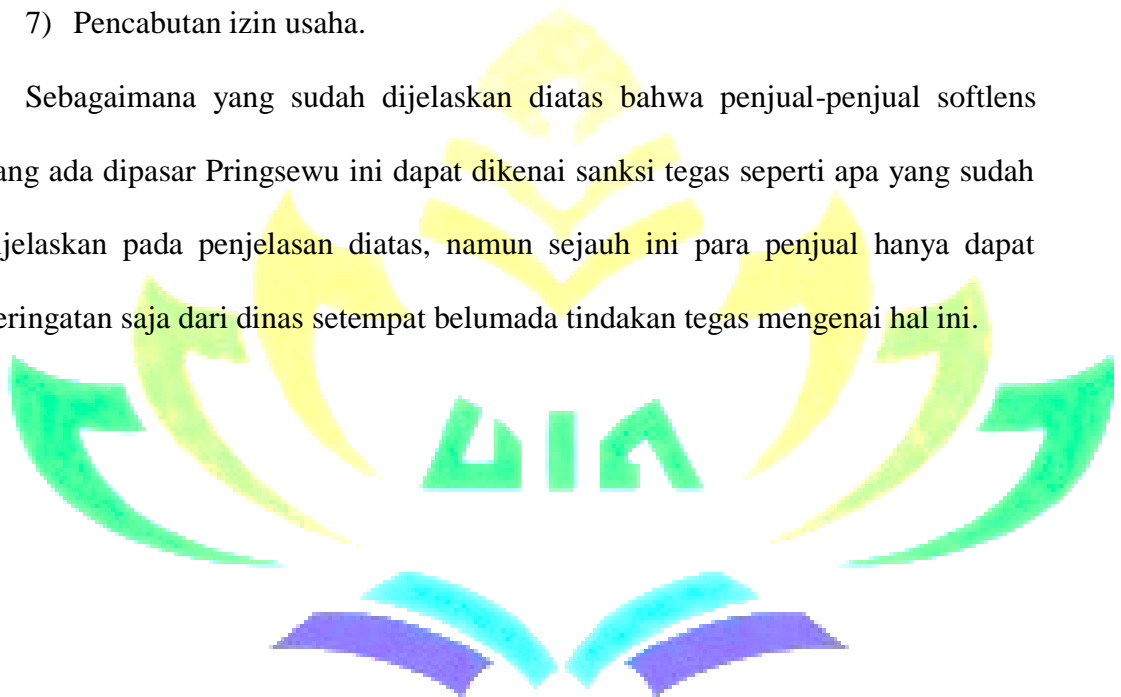 7) Pencabutan izin usaha.
Sebagaimana yang sudah dijelaskan diatas bahwa penjual-penjual softlens
ang ada dipasar Pringsewu ini dapat dikenai sanksi tegas seperti apa yang sudah
jelaskan pada penjelasan diatas, namun sejauh ini para penjual hanya dapat
eringatan saja dari dinas setempat belumada tindakan tegas mengenai hal ini.